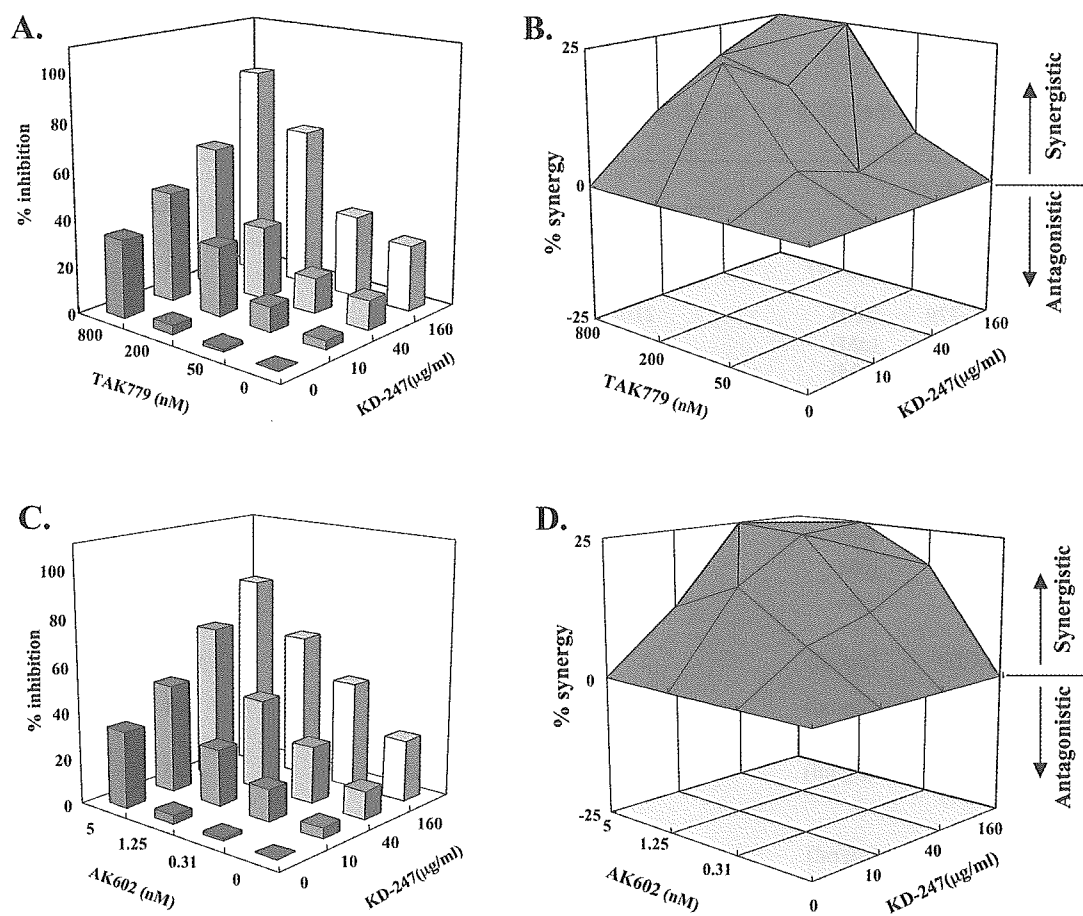 A.
100
80
60
40
20
0
% inhibition
800
200
50
0
TAK779 (nM)
0
10
40
160
KD-247(μg/ml)
B.
25
0
-25
% synergy
800
200
50
0
TAK779 (nM)
10
40
160
KD-247(μg/ml)
Synergistic
Antagonistic
C.
100
80
60
40
20
0
% inhibition
5
1.25
0.31
0
AK602 (nM)
0
10
40
160
KD-247(μg/ml)
D.
25
0
-25
% synergy
5
1.25
0.31
0
AK602 (nM)
10
40
160
KD-247(μg/ml)
Synergistic
Antagonistic